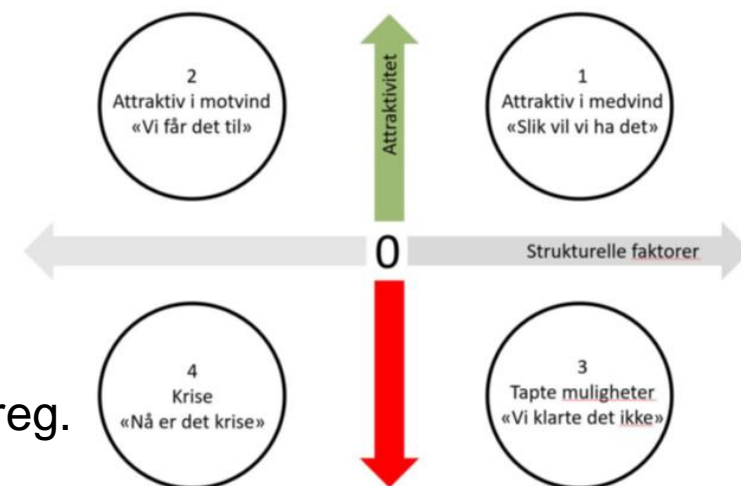 2
Attraktiv i motvind
«Vi får det til»
Attraktivitet
1
Attraktiv i medvind
«Slik vil vi ha det»
0
Strukturelle faktorer
4
Krise
«Nå er det krise»
3
Tapte muligheter
«Vi klarte det ikke»
reg.